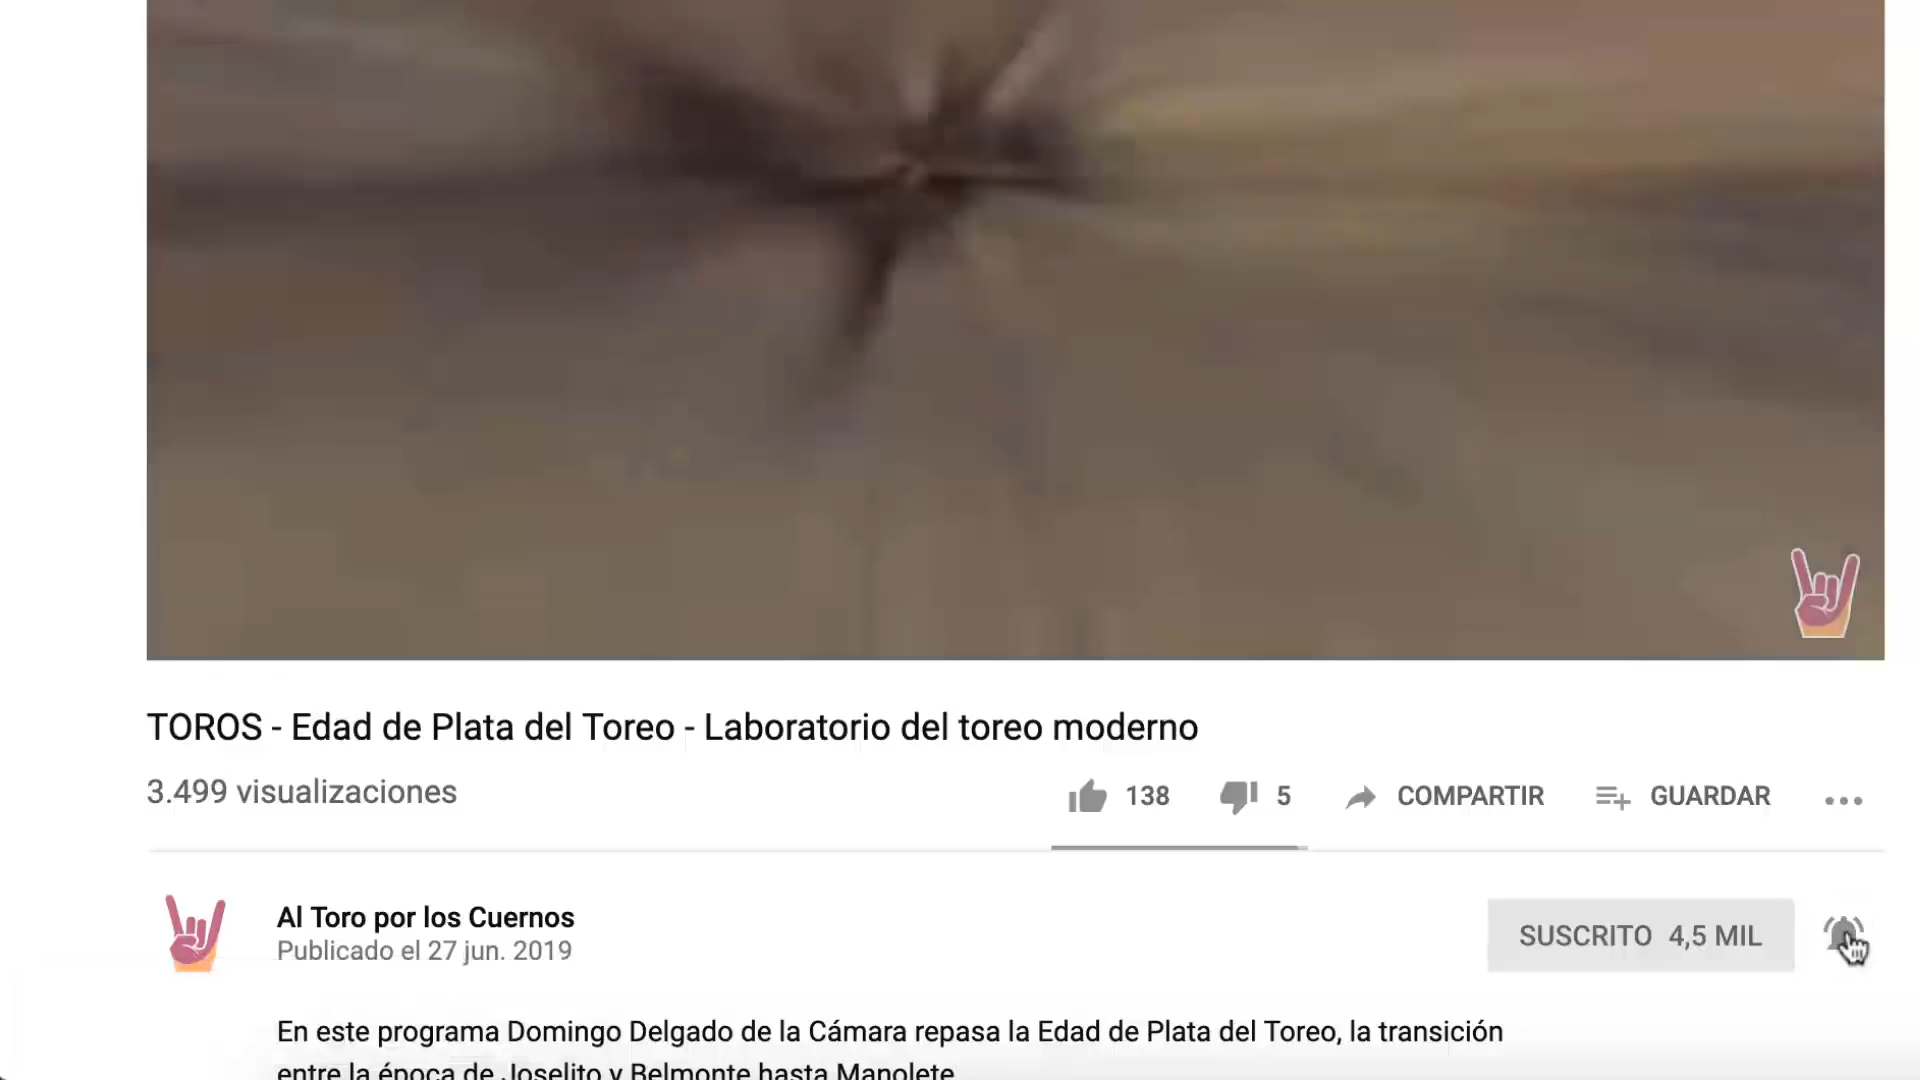 TOROS - Edad de Plata del Toreo - Laboratorio del toreo moderno
3.499 visualizaciones
138
5
COMPARTIR
GUARDAR
Al Toro por los Cuernos
Publicado el 27 jun. 2019
SUSCRITO 4,5 MIL
En este programa Domingo Delgado de la Cámara repasa la Edad de Plata del Toreo, la transición
entre la época de Joselito y Belmonte hasta Manolete